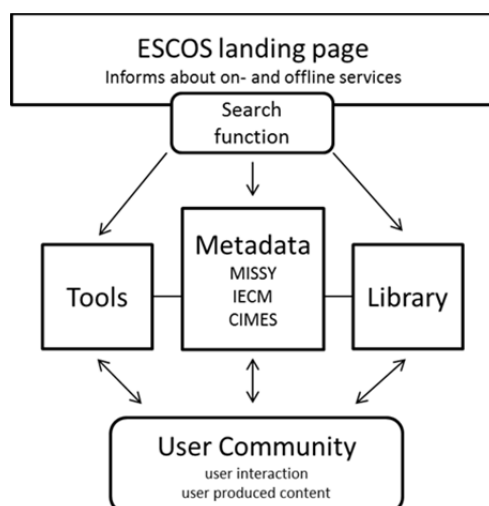 ESCOS landing page
Informs about on- and offline services
Search
function
Tools
Metadata
MISSY
IECM
CIMES
Library
User Community
user interaction
user produced content